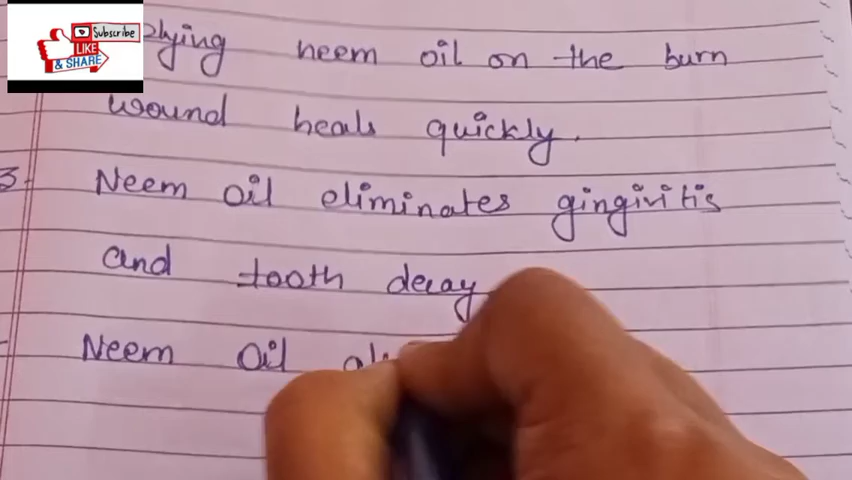 Subscribe
LIKE
& SHARE
neem oil on the burn
wound heals quickly.
3. Neem oil eliminates gingivitis
and tooth decay
Neem Oil